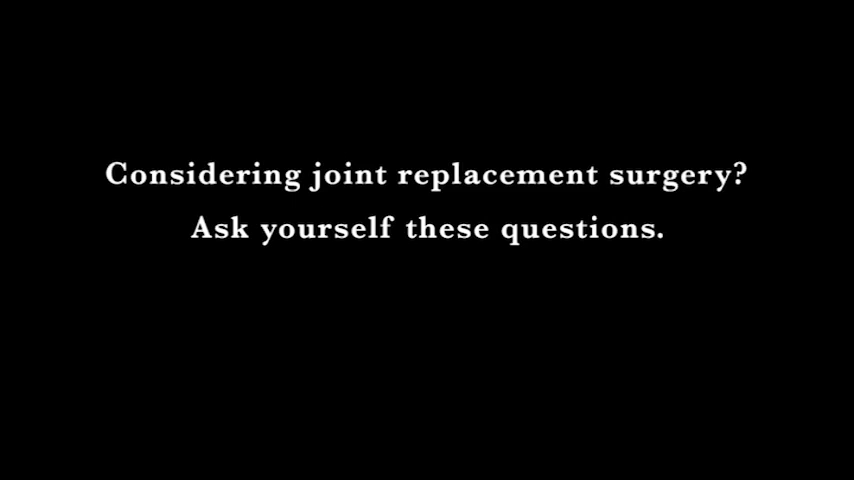 Considering joint replacement surgery?
Ask yourself these questions.